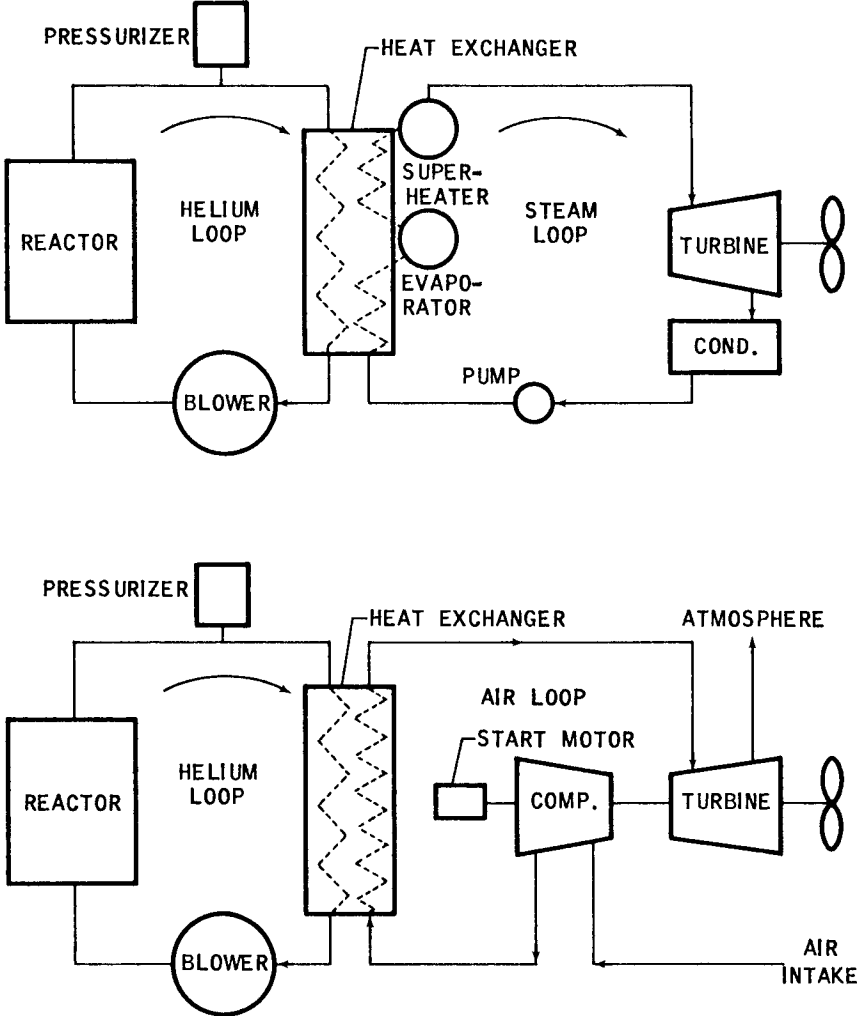 PRESSURIZER
HEAT EXCHANGER
SUPER-
HEATER
HELIUM
LOOP
STEAM
LOOP
REACTOR
TURBINE
EVAPO-
RATOR
COND.
PUMP
BLOWER
PRESSURIZER
HEAT EXCHANGER
ATMOSPHERE
AIR LOOP
START MOTOR
HELIUM
LOOP
REACTOR
COMP.
TURBINE
BLOWER
AIR
INTAKE